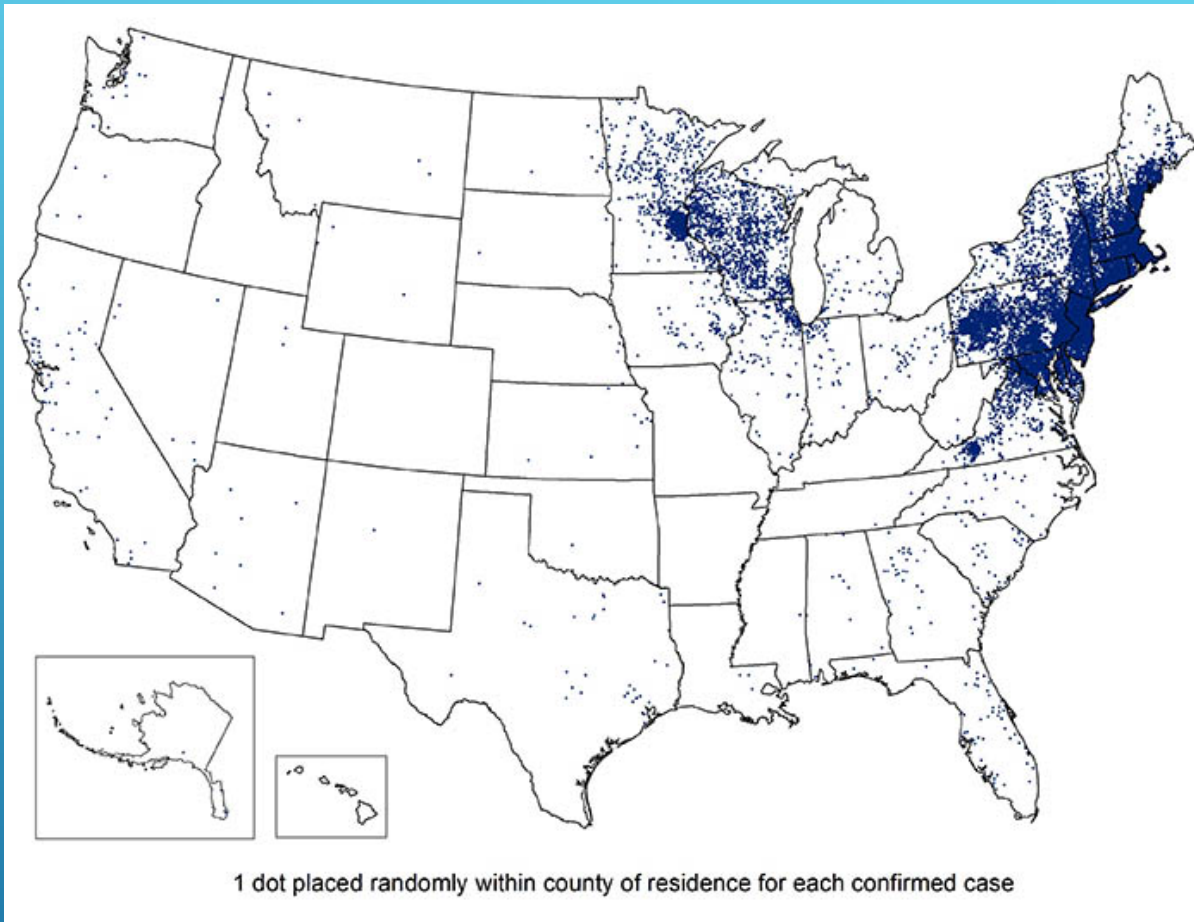 1 dot placed randomly within county of residence for each confirmed case